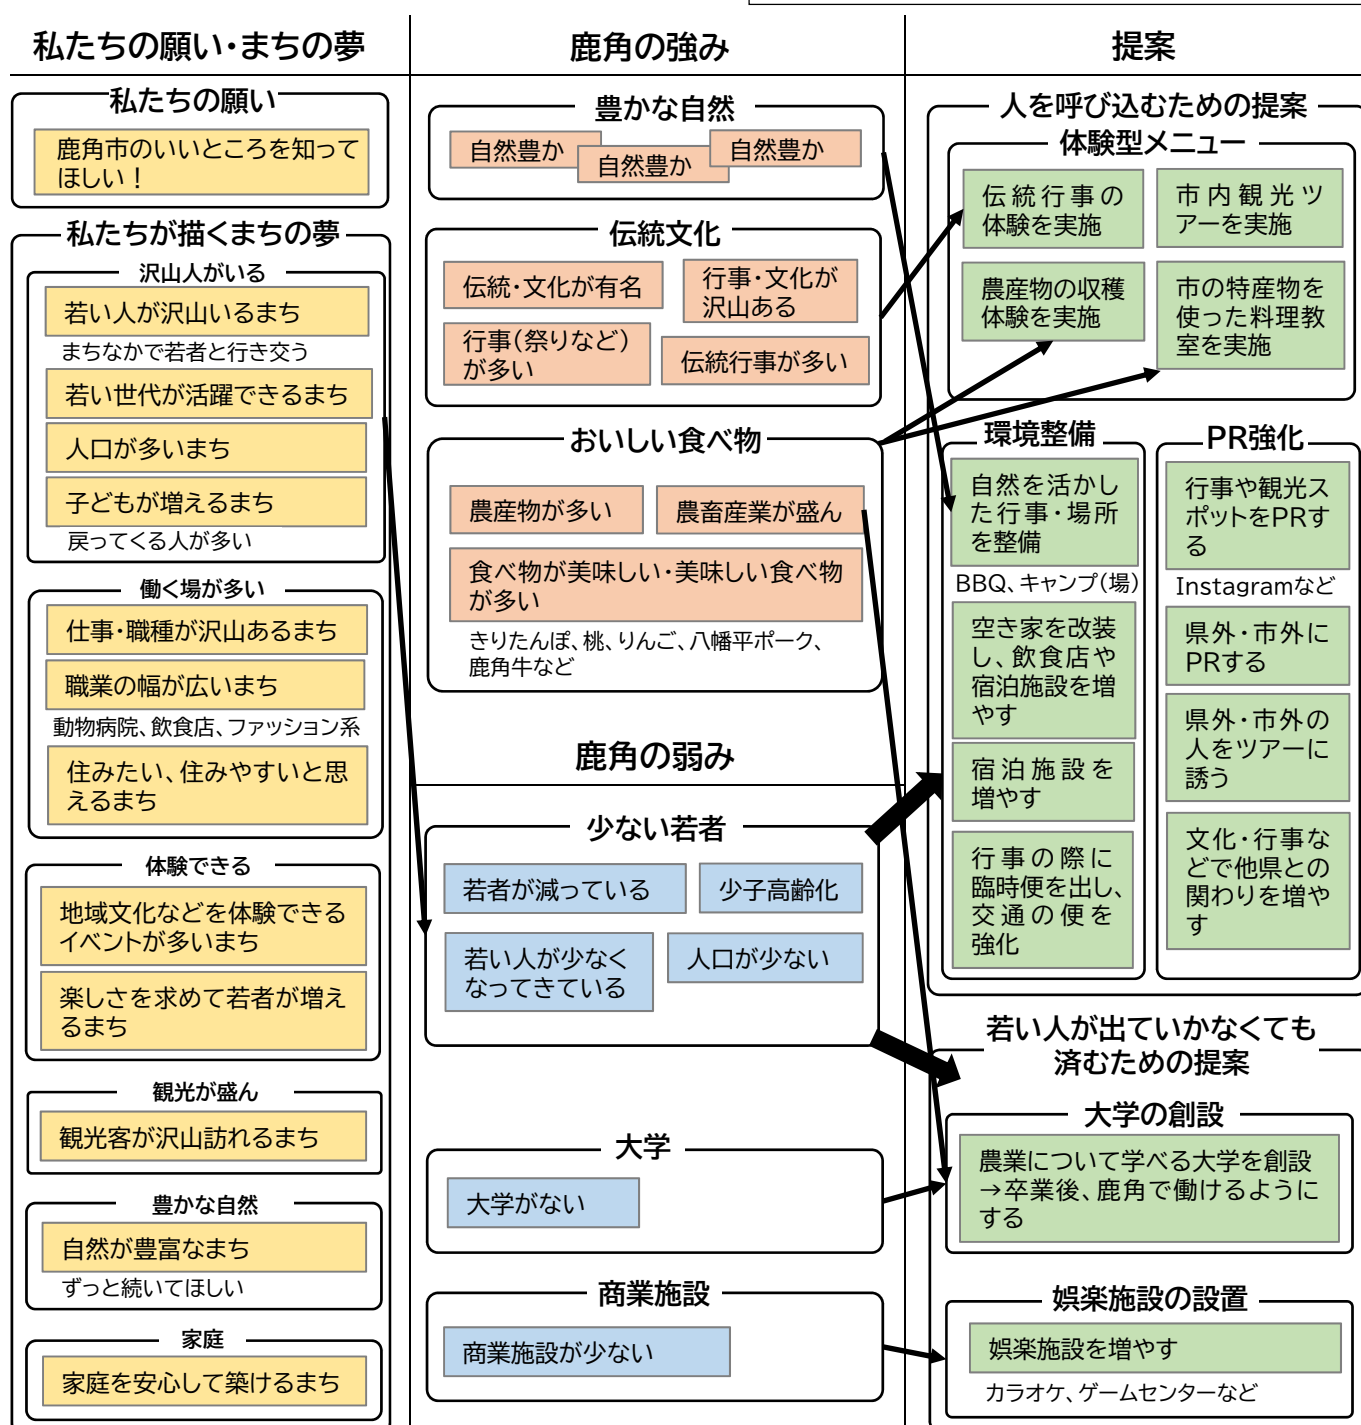 私たちの願い・まちの夢
私たちの願い
鹿角市のいいところを知って
ほしい！
私たちが描くまちの夢
沢山人がいる
若い人が沢山いるまち
まちなかで若者と行き交う
若い世代が活躍できるまち
人口が多いまち
子どもが増えるまち
戻ってくる人が多い
働く場が多い
仕事・職種が沢山あるまち
職業の幅が広いまち
動物病院、飲食店、ファッション系
住みたい、住みやすいと思
えるまち
体験できる
地域文化などを体験できる
イベントが多いまち
楽しさを求めて若者が増え
るまち
観光が盛ん
観光客が沢山訪れるまち
豊かな自然
自然が豊富なまち
ずっと続いてほしい
家庭
家庭を安心して築けるまち
鹿角の強み
豊かな自然
自然豊か
自然豊か
自然豊か
伝統文化
伝統・文化が有名
行事・文化が
沢山ある
行事（祭りなど）
が多い
伝統行事が多い
おいしい食べ物
農産物が多い
農畜産業が盛ん
食べ物が美味しい・美味しい食べ物
が多い
きりたんぽ、桃、りんご、八幡平ポーク、
鹿角牛など
鹿角の弱み
少ない若者
若者が減っている
少子高齢化
若い人が少なく
なってきている
人口が少ない
大学
大学がない
商業施設
商業施設が少ない
提案
人を呼び込むための提案
体験型メニュー
伝統行事の
体験を実施
市内観光ツ
アーを実施
農産物の収穫
体験を実施
市の特産物を
使った料理教
室を実施
環境整備
自然を活かし
た行事・場所
を整備
BBQ、キャンプ（場）
空き家を改装
し、飲食店や
宿泊施設を増
やす
宿泊施設を
増やす
行事の際に
臨時便を出し、
交通の便を
強化
PR強化
行事や観光ス
ポットをPRす
る
Instagramなど
県外・市外に
PRする
県外・市外の
人をツアーに
誘う
文化・行事な
どで他県との
関わりを増や
す
若い人が出ていかなくても
済むための提案
大学の創設
農業について学べる大学を創設
→卒業後、鹿角で働けるように
する
娯楽施設の設置
娯楽施設を増やす
カラオケ、ゲームセンターなど